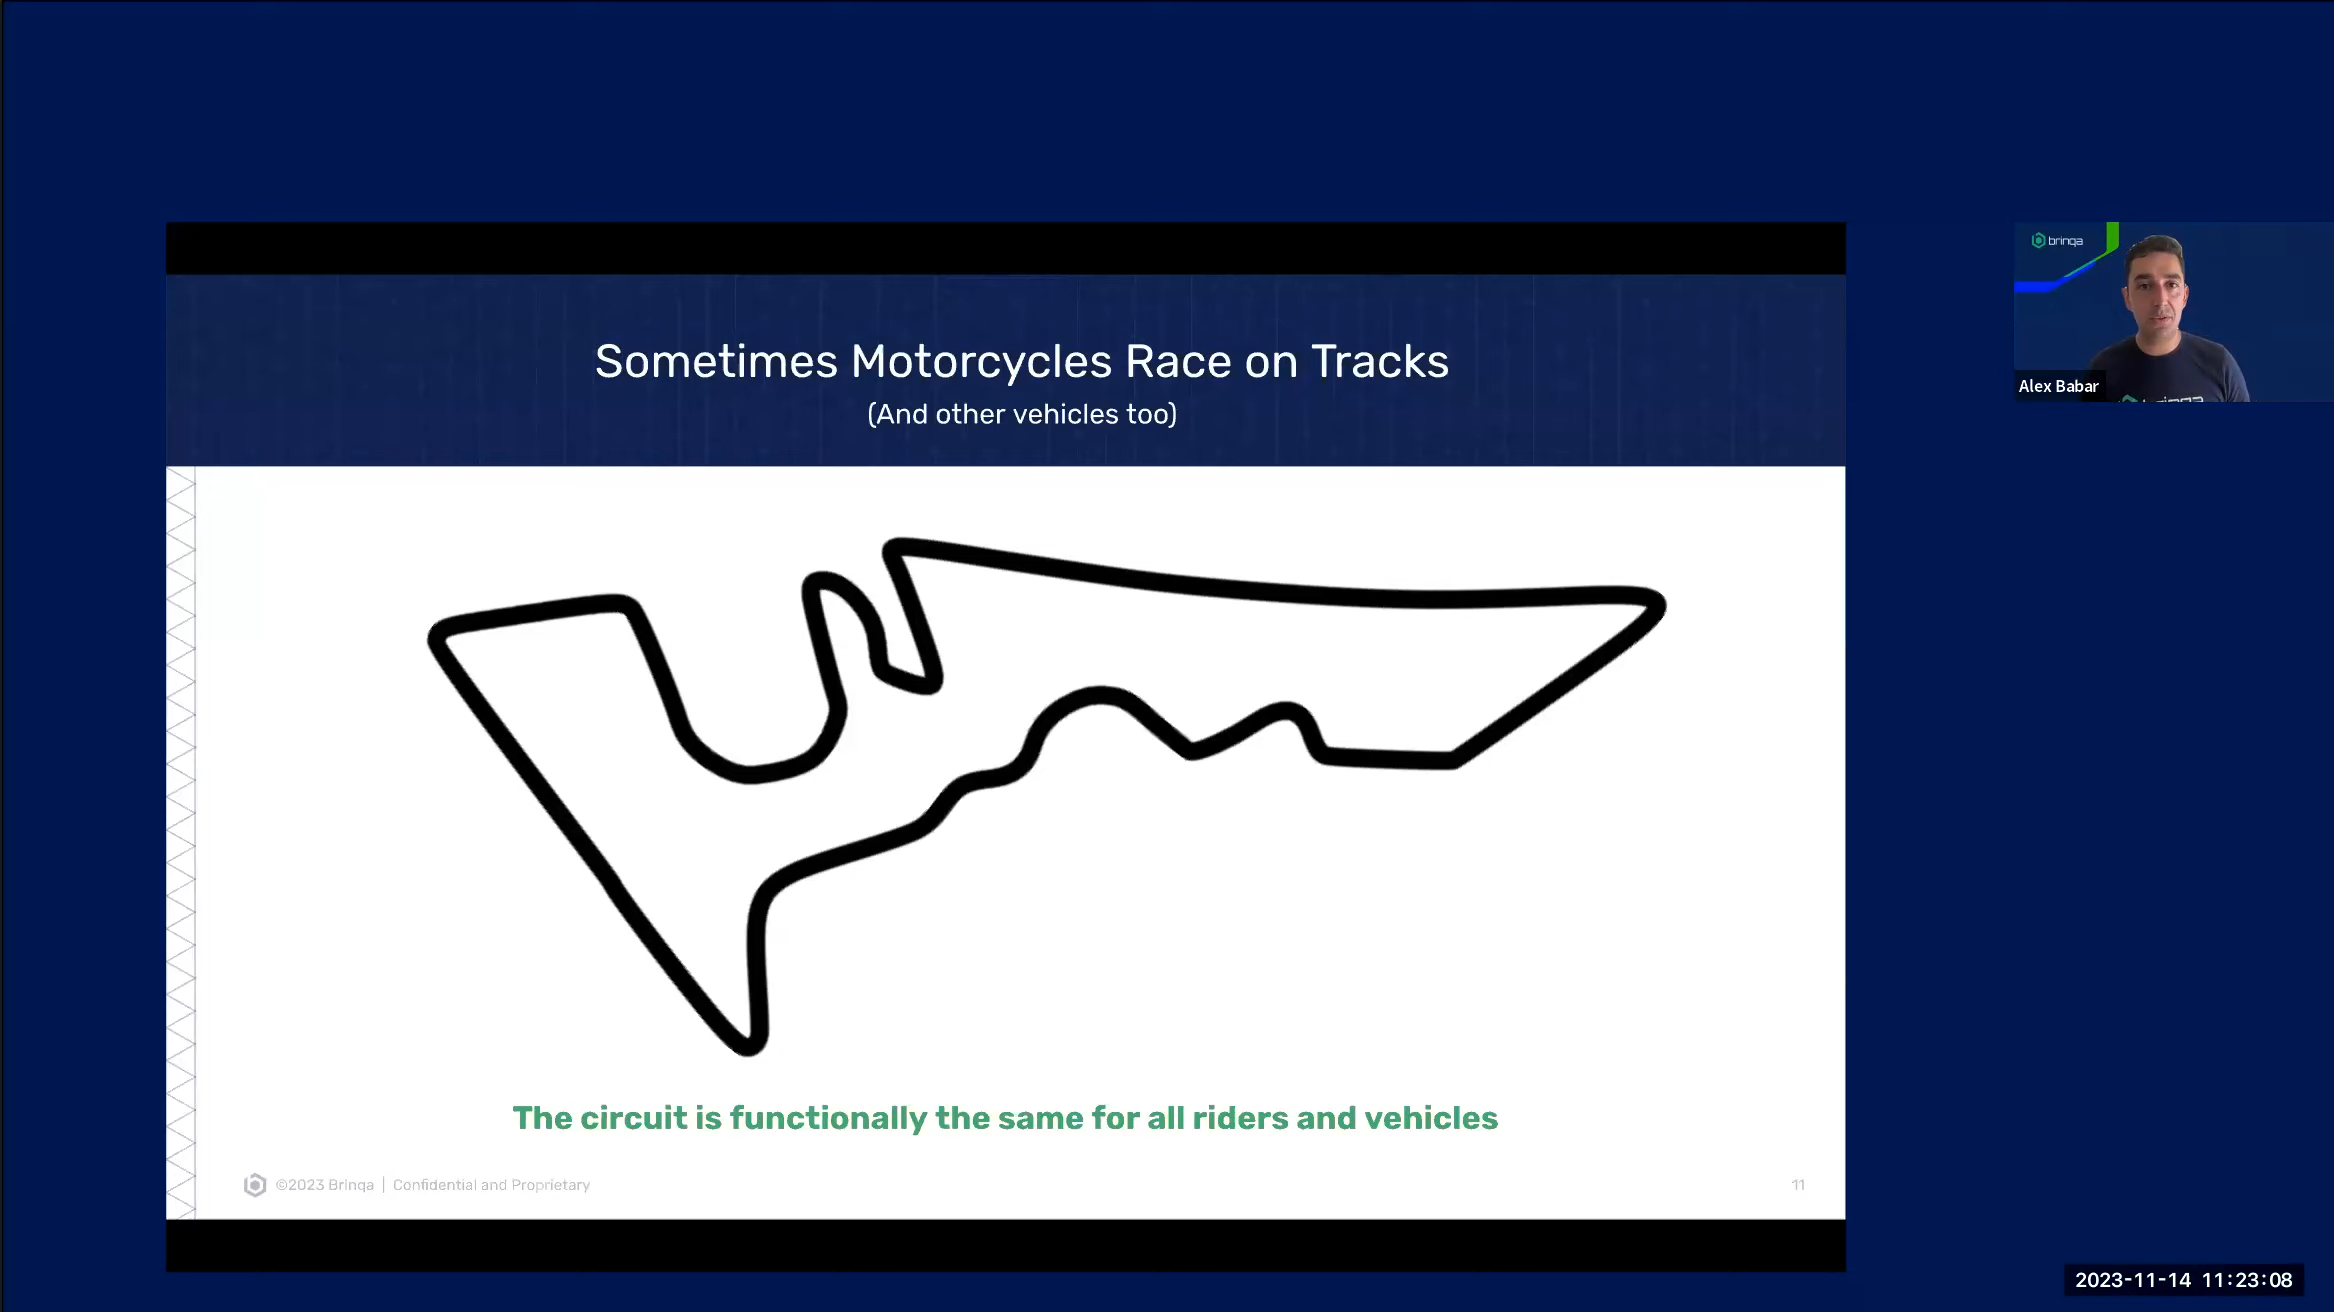 Sometimes Motorcycles Race on Tracks
(And other vehicles too)
brinqa
Alex Babar
brinqa
The circuit is functionally the same for all riders and vehicles
©2023 Brinqa | Confidential and Proprietary
11
2023-11-14 11:23:08